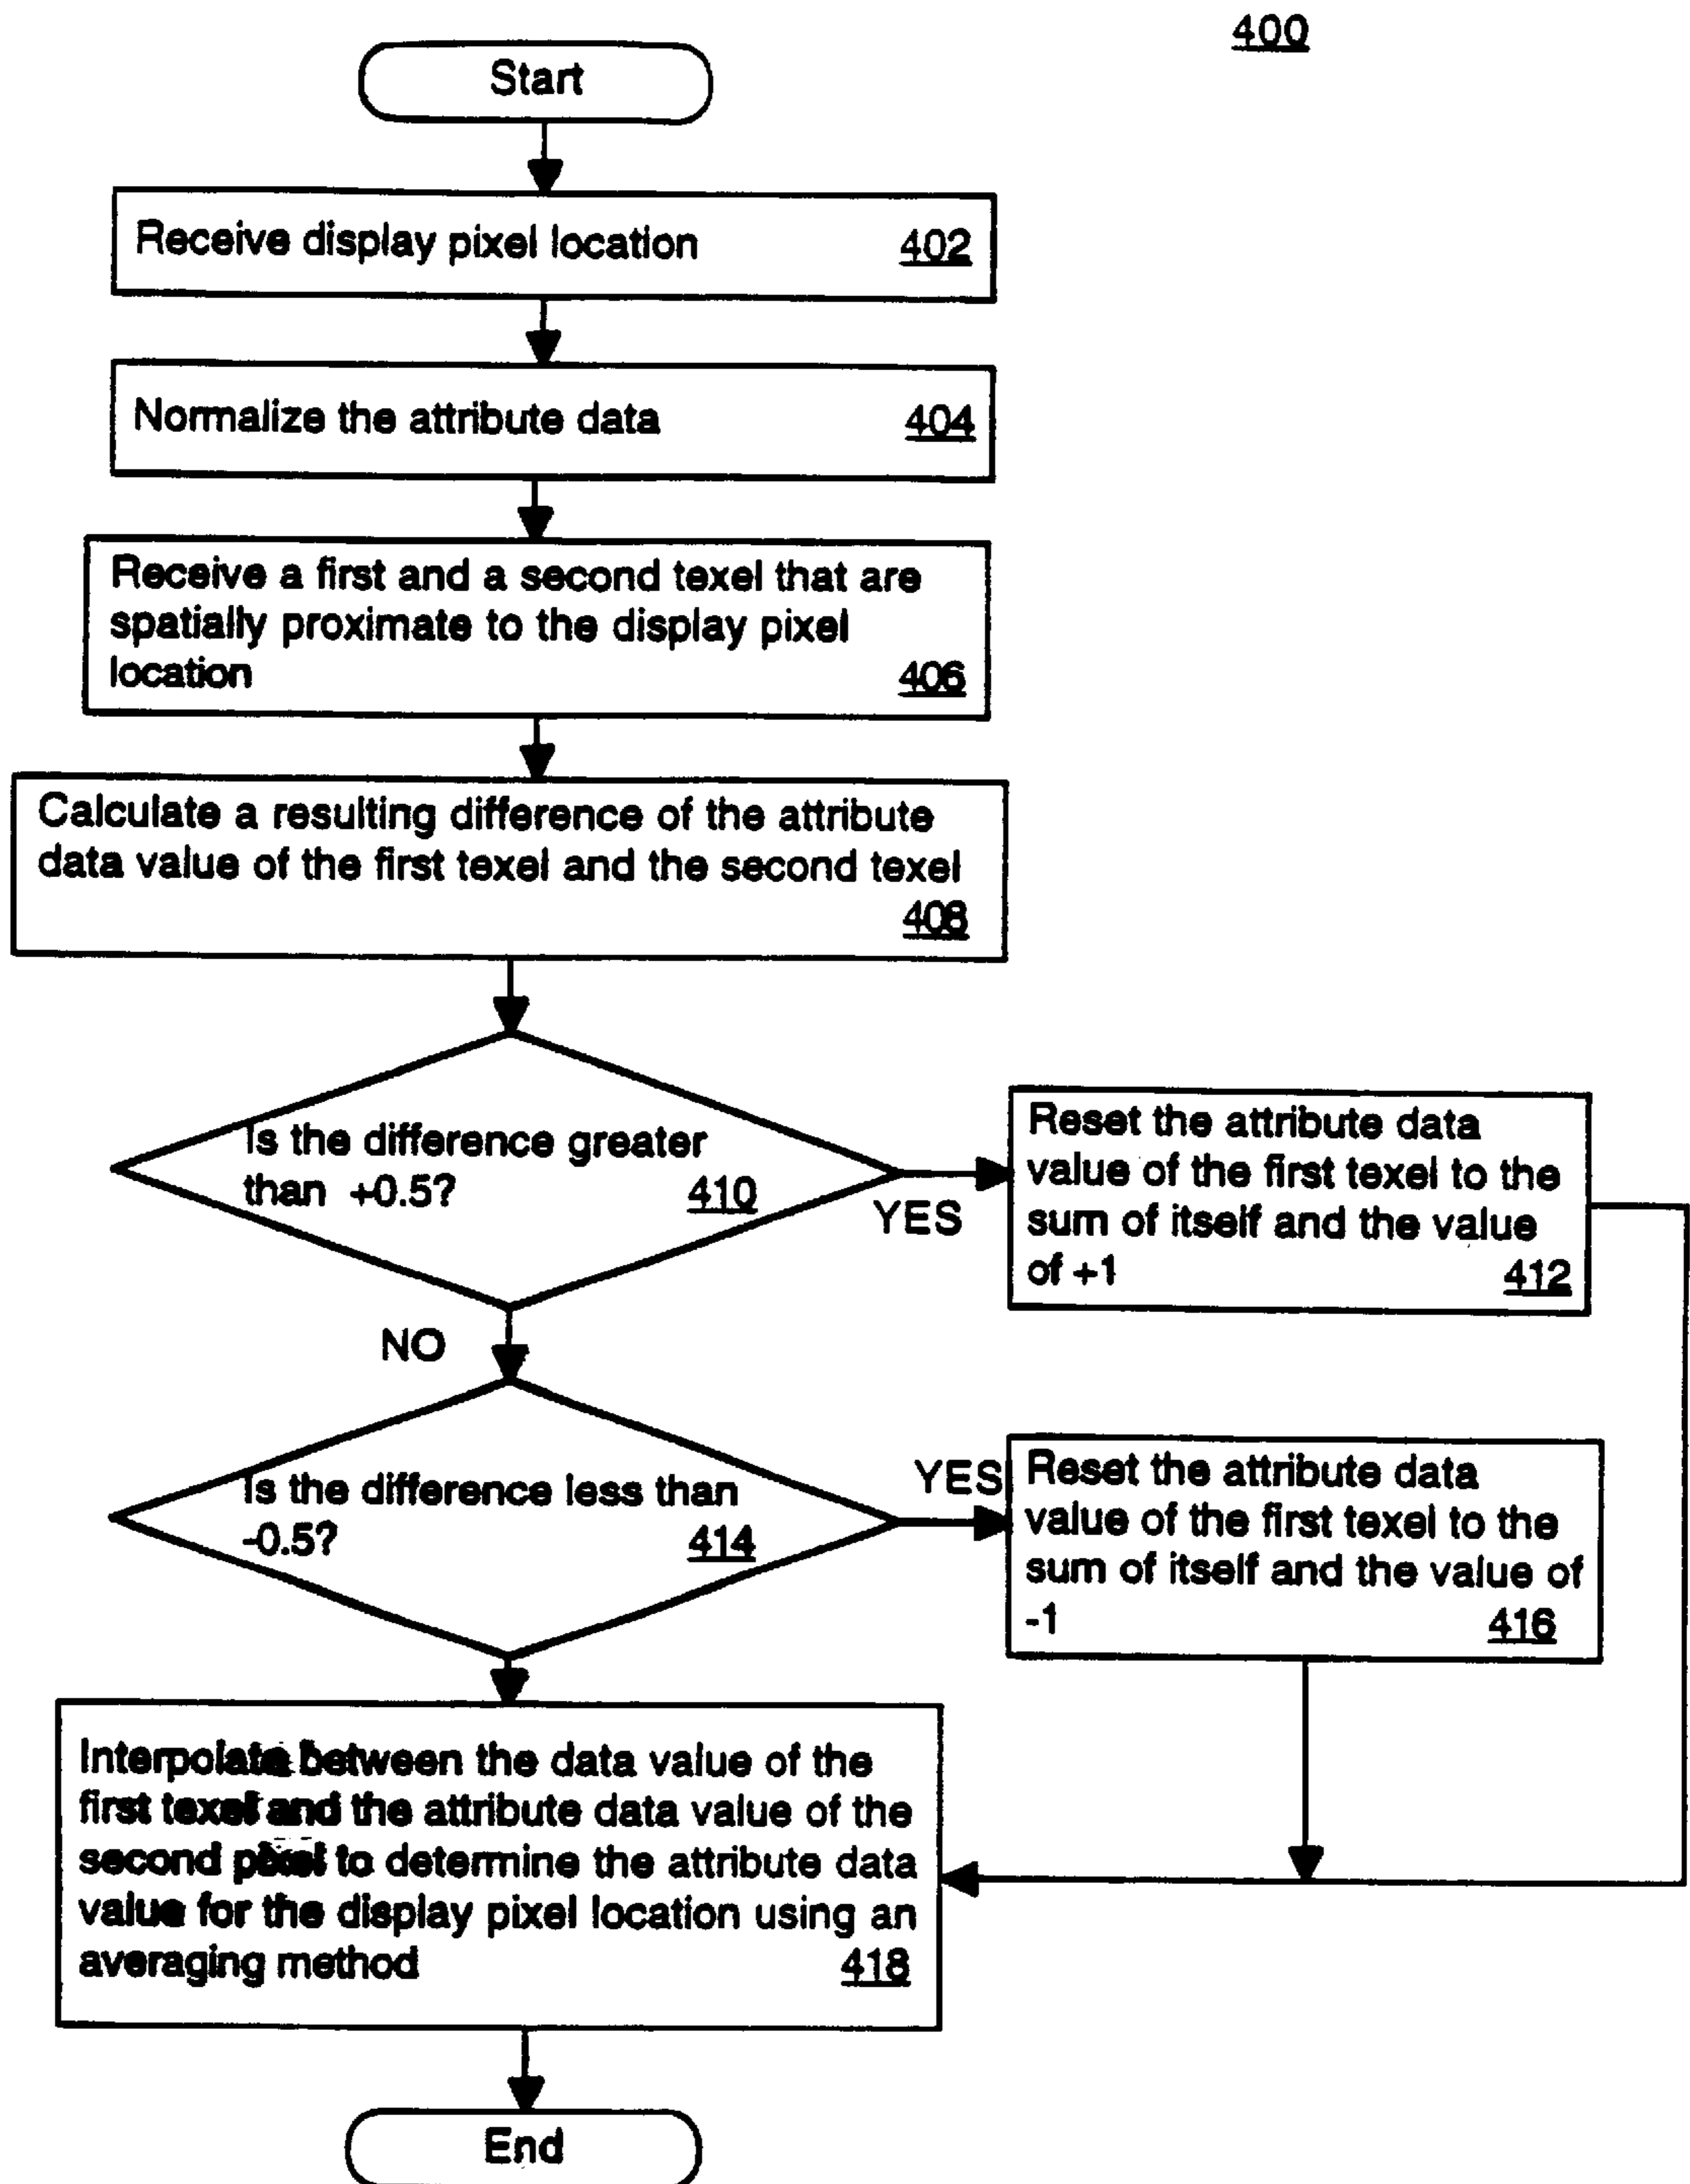 400
Start
Receive display pixel location 402
Normalize the attribute data 404
Receive a first and a second texel that are
spatially proximate to the display pixel
location 406
Calculate a resulting difference of the attribute
data value of the first texel and the second texel
408
Is the difference greater
than +0.5? 410
YES
Reset the attribute data
value of the first texel to the
sum of itself and the value
of +1 412
NO
Is the difference less than
-0.5? 414
YES
Reset the attribute data
value of the first texel to the
sum of itself and the value of
-1 416
Interpolate between the data value of the
first texel and the attribute data value of the
second pixel to determine the attribute data
value for the display pixel location using an
averaging method 418
End